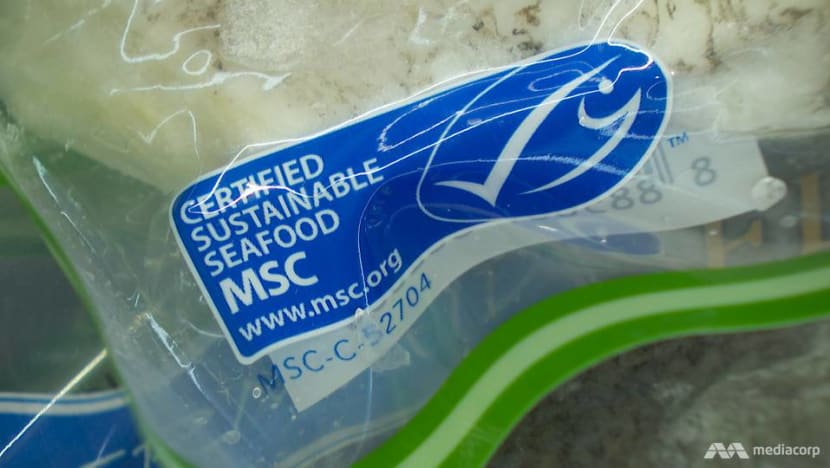 CERTIFIED
SUSTAINABLE
SEAFOOD
MSC
www.msc.org
TM
MSC-C-52704
8
mediacorp